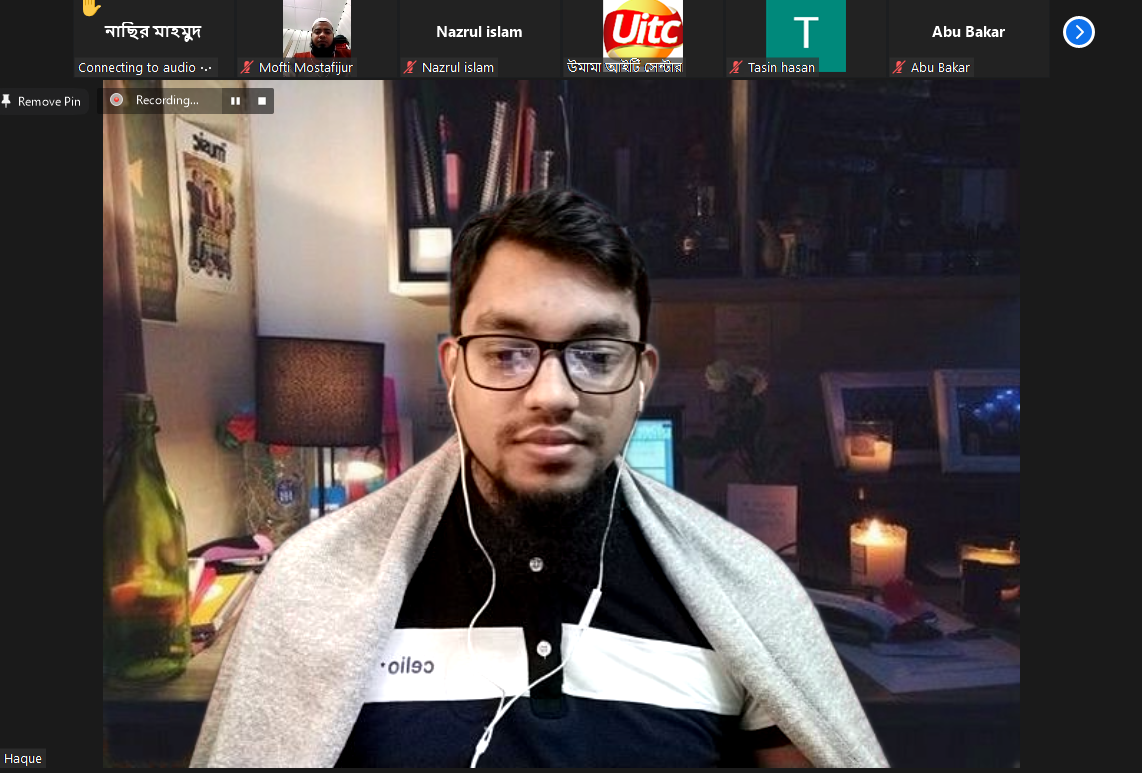 নাছির মাহমুদ
Nazrul islam
Uitc
T
Abu Bakar
Connecting to audio
Mofti Mostafijur
Nazrul islam
উমামা আইটি সেন্টার
Tasin hasan
Abu Bakar
Remove Pin
Recording...
music
celio
Haque